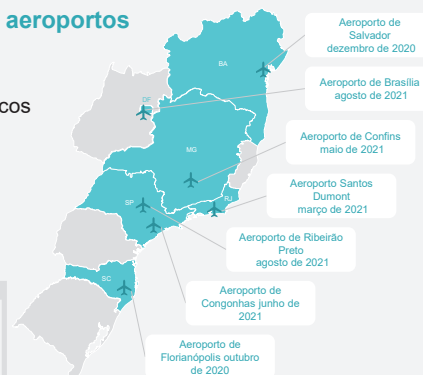 aeroportos
cos
BA
DF
MG
SP
RJ
SC
Aeroporto de
Salvador
dezembro de 2020
Aeroporto de Brasília
agosto de 2021
Aeroporto de Confins
maio de 2021
Aeroporto Santos
Dumont
março de 2021
Aeroporto de Ribeirão
Preto
agosto de 2021
Aeroporto de
Congonhas junho de
2021
Aeroporto de
Florianópolis outubro
de 2020